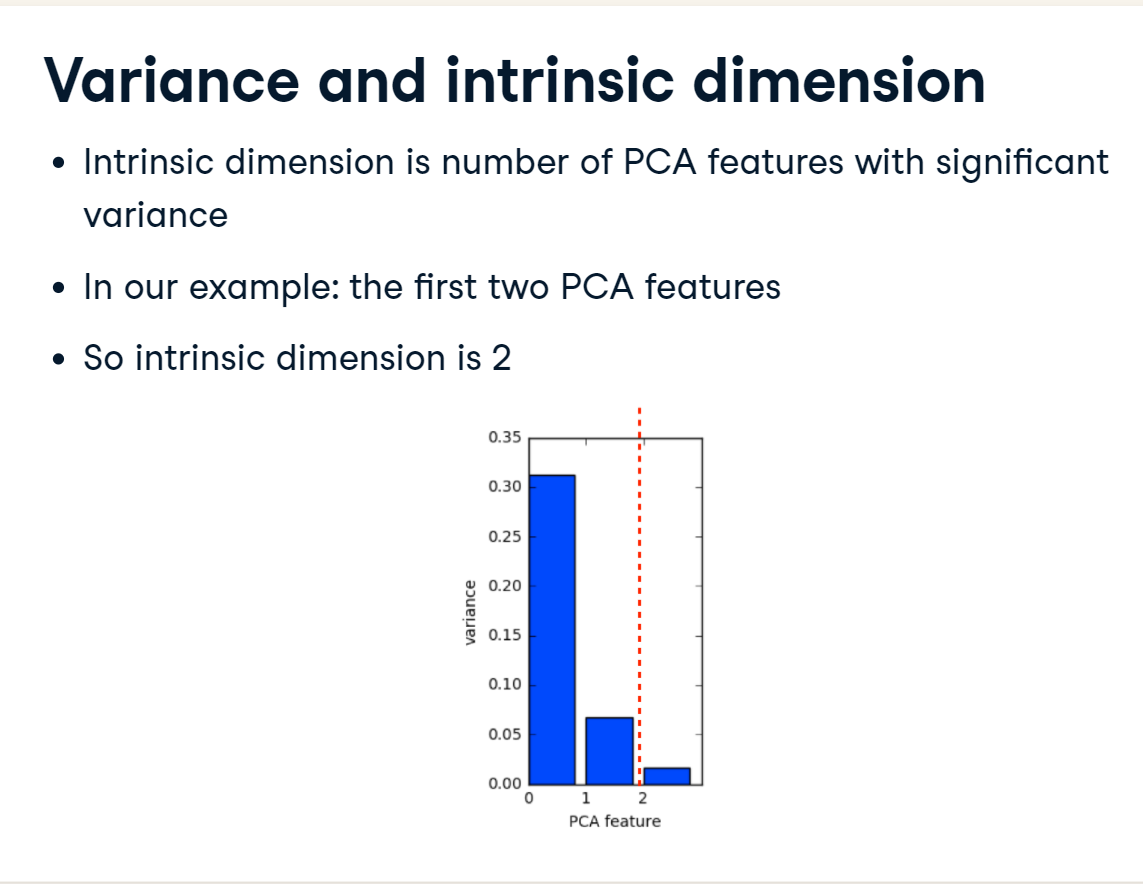 Variance and intrinsic dimension
• Intrinsic dimension is number of PCA features with significant
variance
• In our example: the first two PCA features
• So intrinsic dimension is 2
0.35
0.30
0.25
0.20
0.15
0.10
0.05
0.00
variance
0 1 2
PCA feature